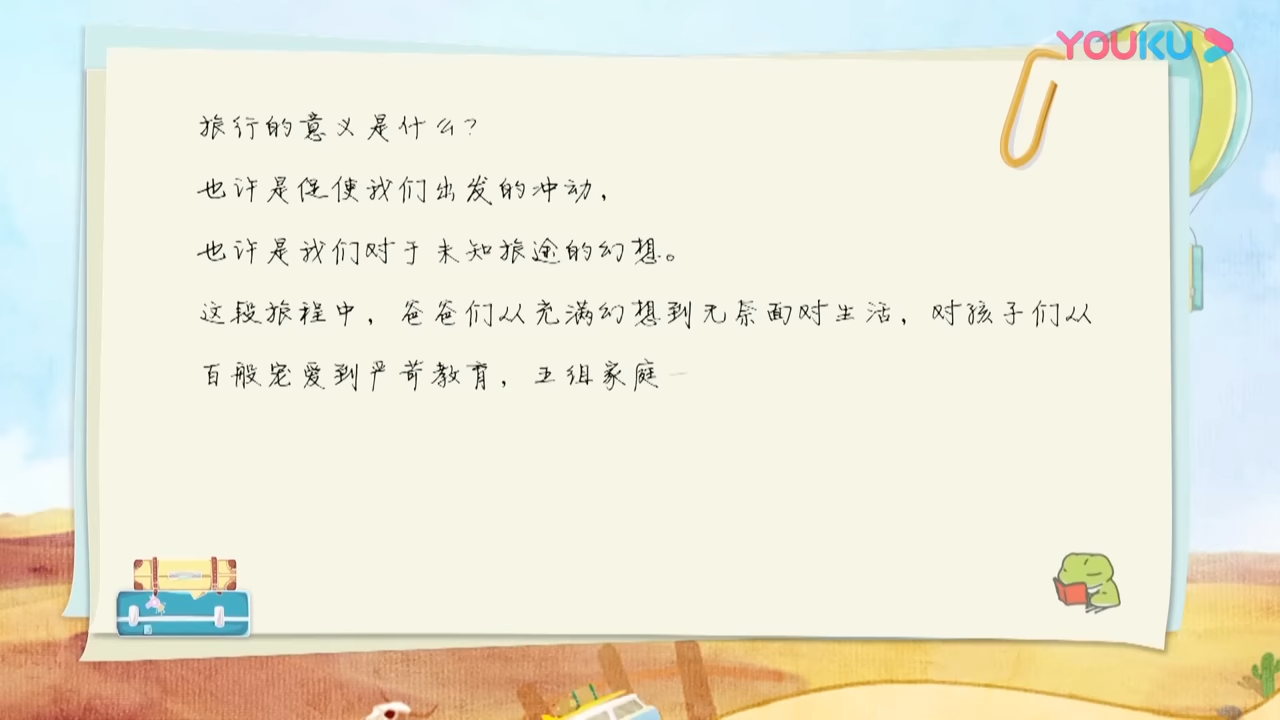 YOUKU
旅行的意义是什么?
也许是促使我们出发的冲动,
也许是我们对于未知旅途的幻想。
这段旅程中，爸爸们从充满幻想到无奈面对生活，对孩子们从
百般宠爱到严苛教育，五组家庭一